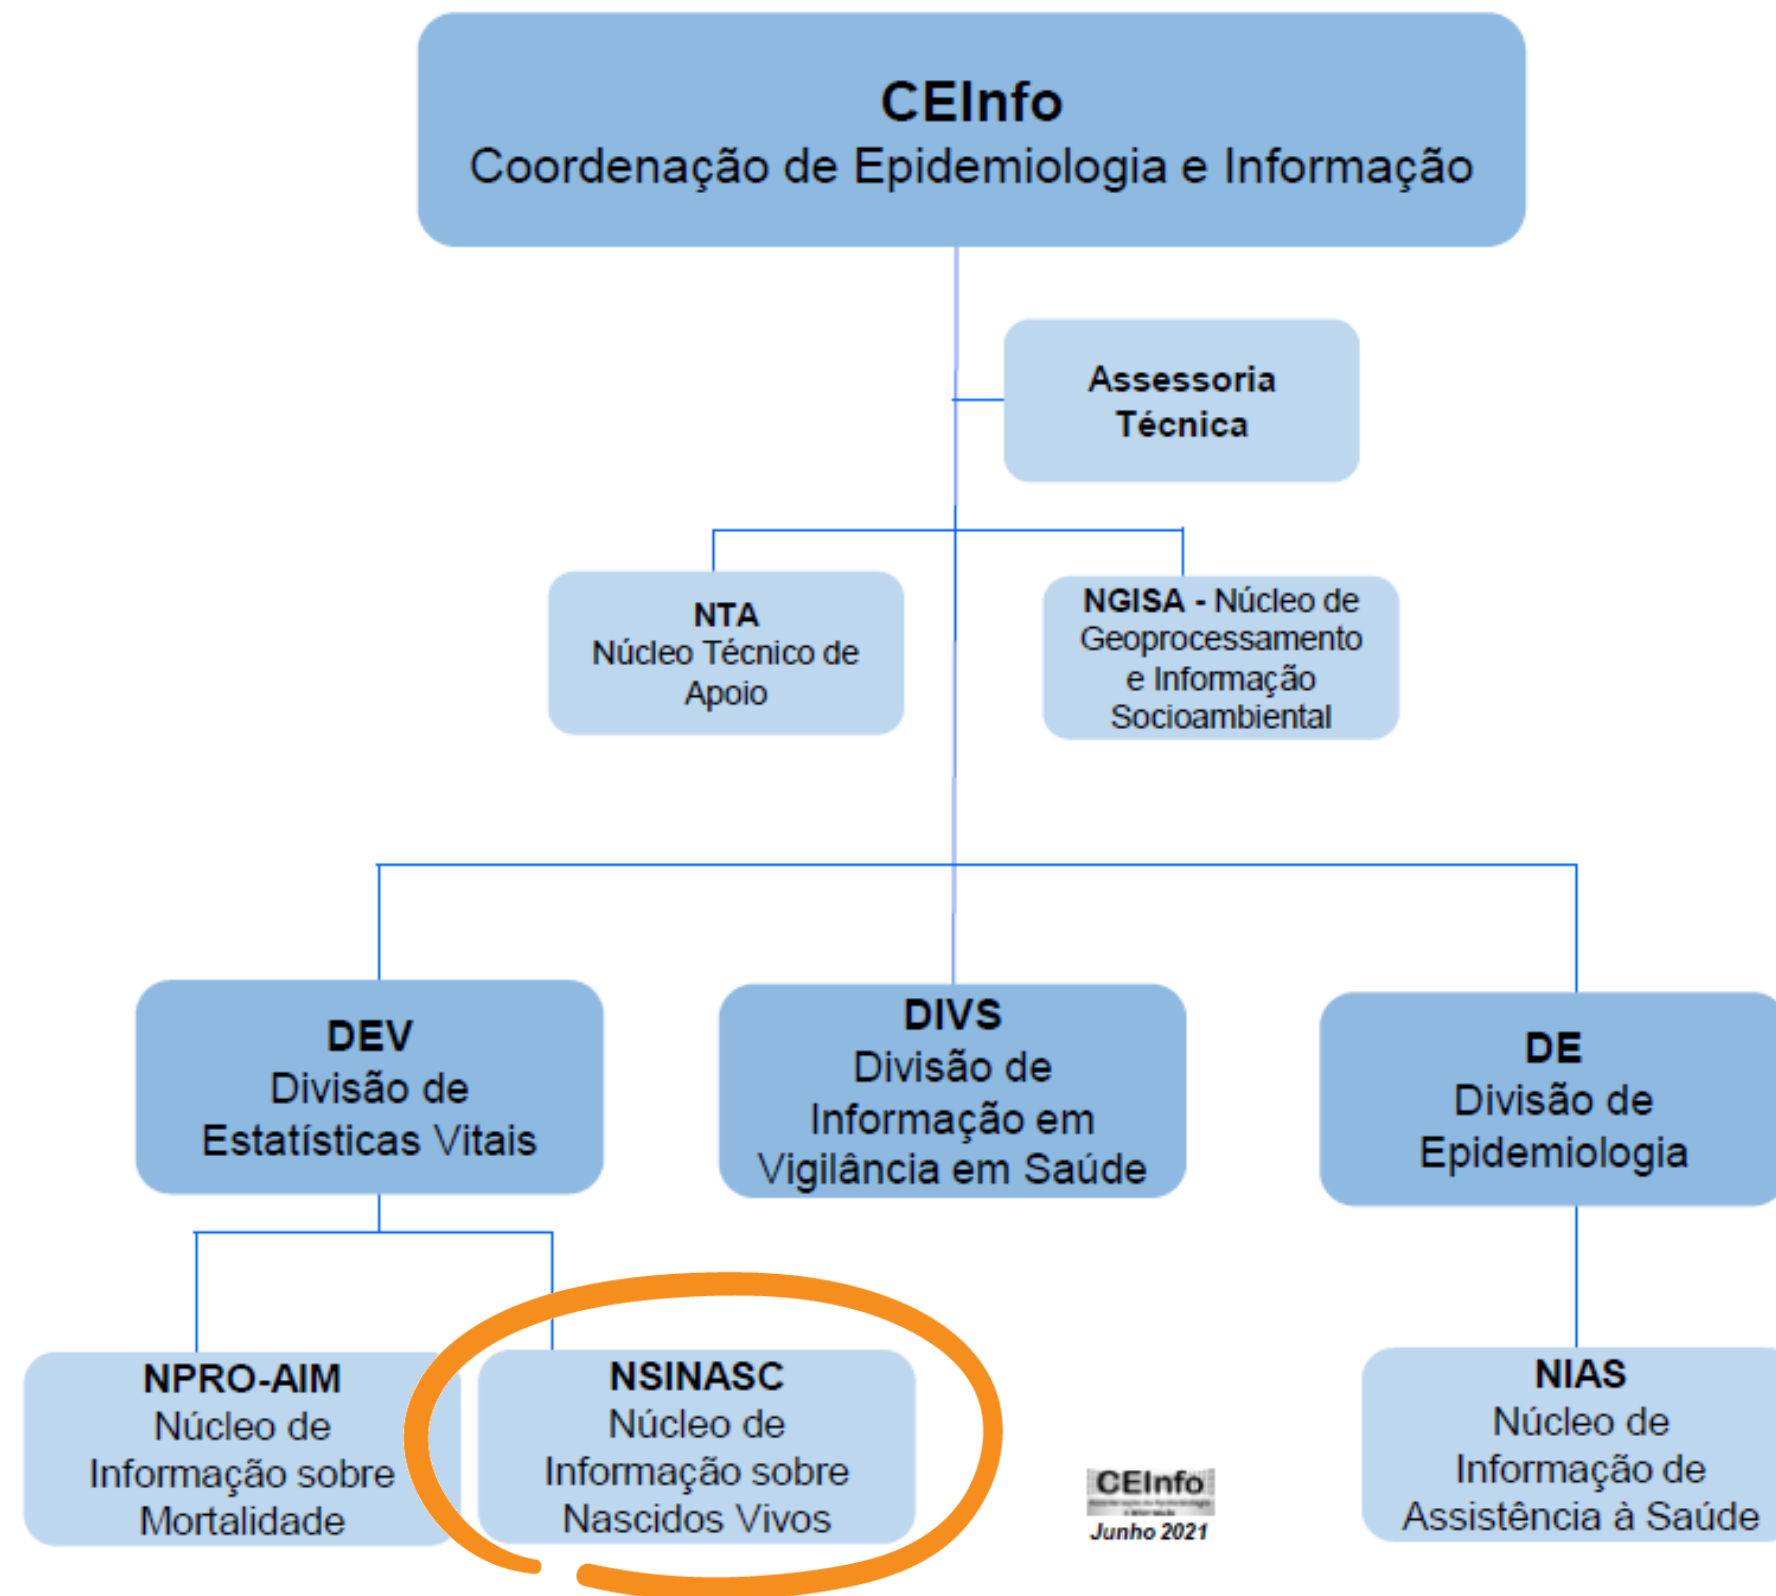 CEInfo
Coordenação de Epidemiologia e Informação
Assessoria
Técnica
NTA
Núcleo Técnico de
Apoio
NGISA - Núcleo de
Geoprocessamento
e Informação
Socioambiental
DEV
Divisão de
Estatísticas Vitais
DIVS
Divisão de
Informação em
Vigilância em Saúde
DE
Divisão de
Epidemiologia
NPRO-AIM
Núcleo de
Informação sobre
Mortalidade
NSINASC
Núcleo de
Informação sobre
Nascidos Vivos
NIAS
Núcleo de
Informação de
Assistência à Saúde
CEInfo
Junho 2021